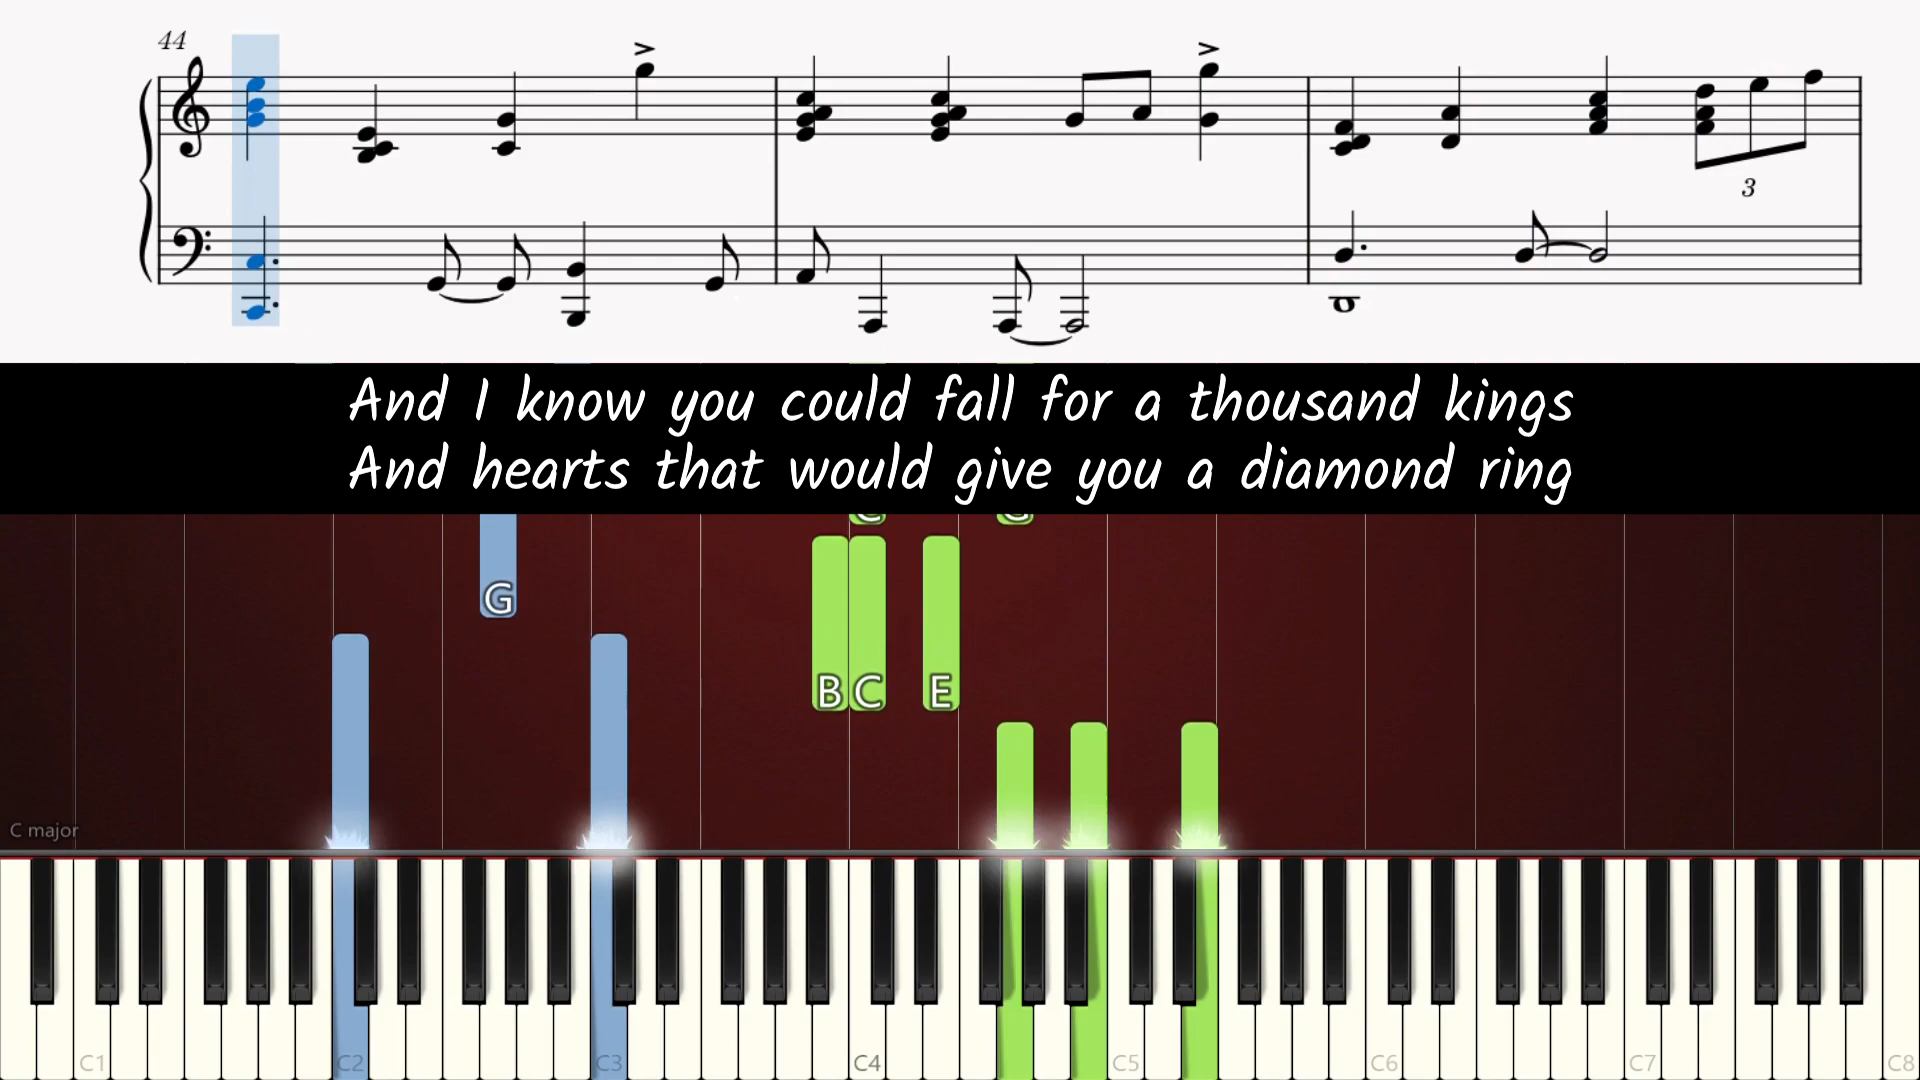 44
3
And I know you could fall for a thousand kings
And hearts that would give you a diamond ring
C G
G
B C E
C major
C1 C2 C3 C4 C5 C6 C7 C8